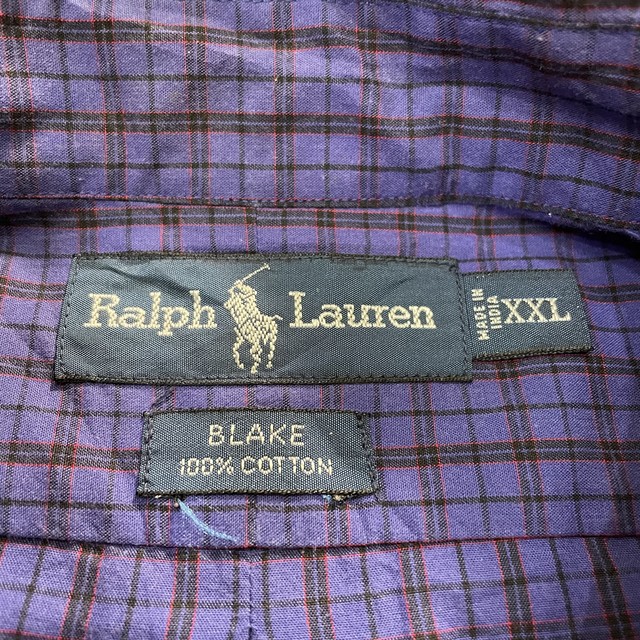 Ralph Lauren
MADE IN
INDIA
XXL
BLAKE
100% COTTON